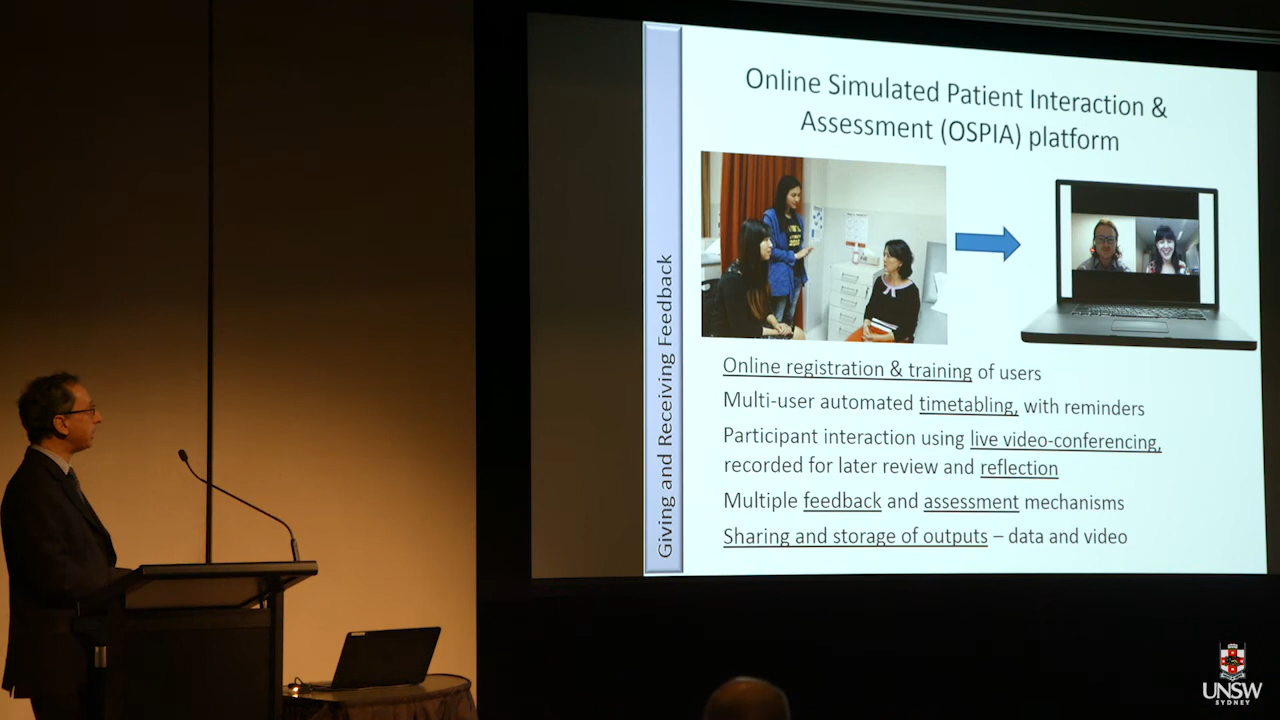 Online Simulated Patient Interaction &
Assessment (OSPIA) platform
Giving and Receiving Feedback
Online registration & training of users
Multi-user automated timetabling, with reminders
Participant interaction using live video-conferencing,
recorded for later review and reflection
Multiple feedback and assessment mechanisms
Sharing and storage of outputs – data and video
UNSW
SYDNEY